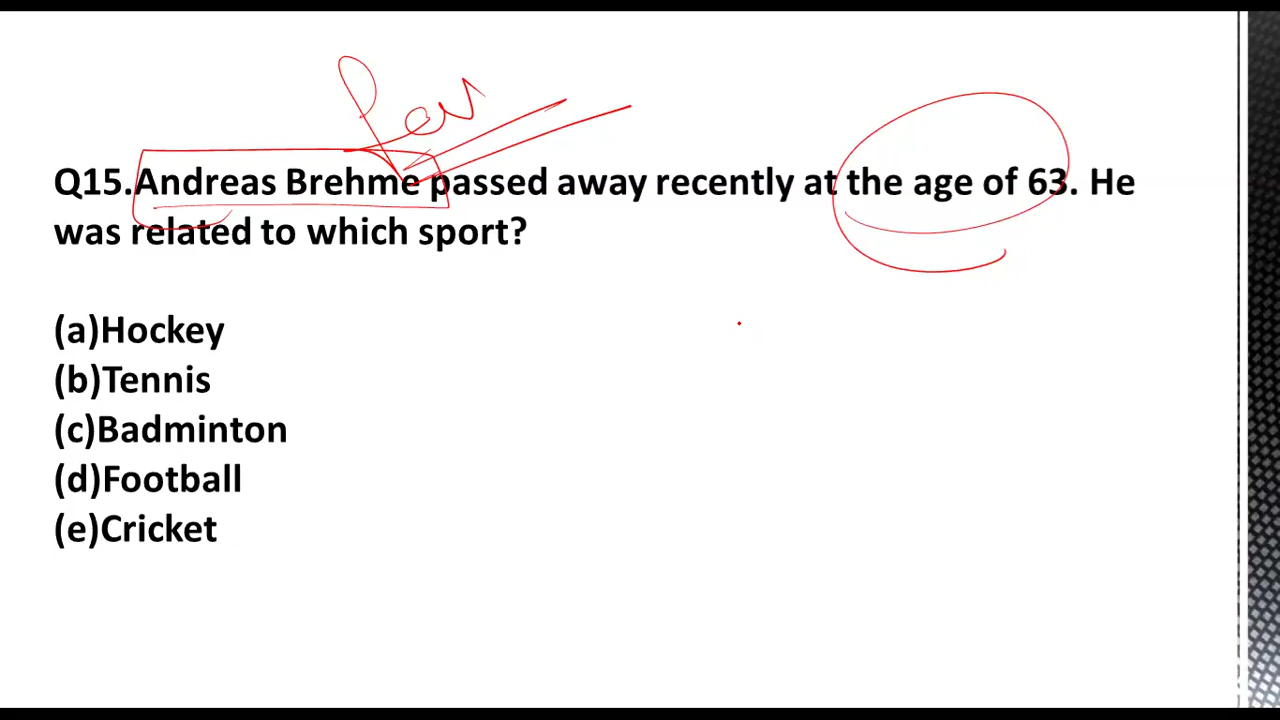 Q15.Andreas Brehme passed away recently at the age of 63. He
was related to which sport?
(a)Hockey
(b)Tennis
(c)Badminton
(d)Football
(e)Cricket